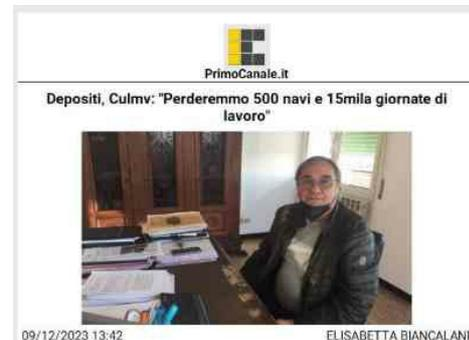 PrimoCanale.it
Depositi, Culmv: "Perderemmo 500 navi e 15mila giornate di
lavoro"
09/12/2023 13:42
ELISABETTA BIANCALANI